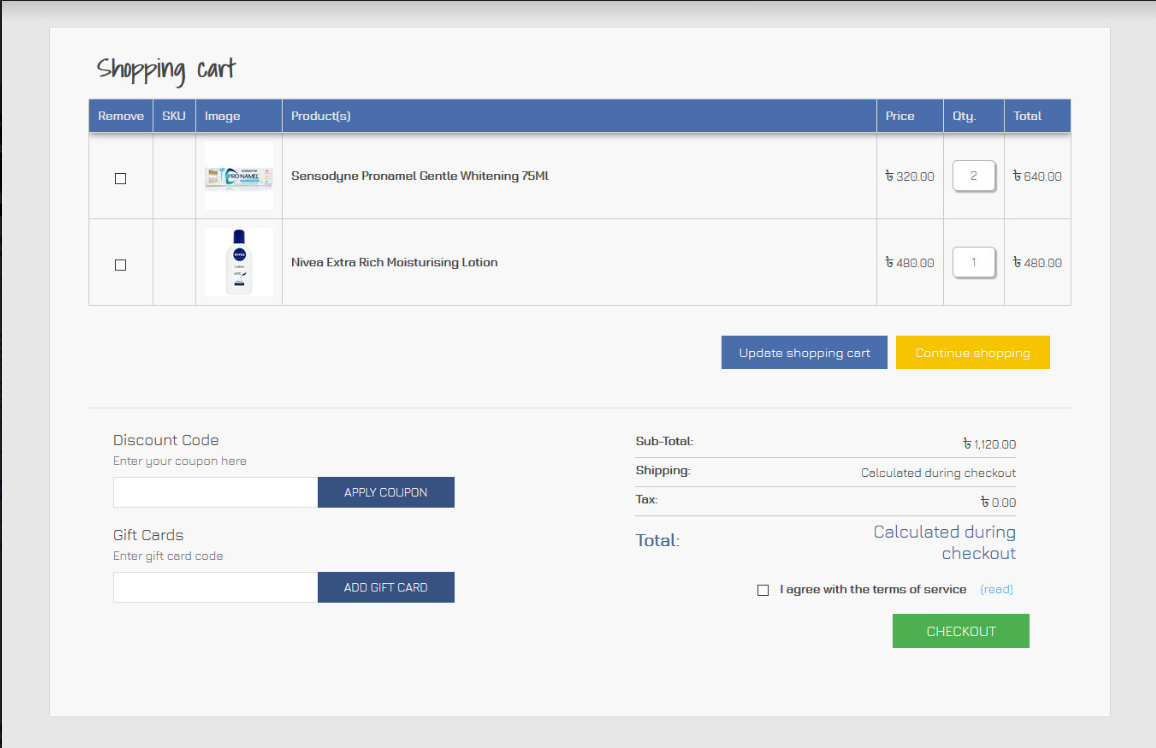 Shopping cart
Remove SKU Image Product(s) Price Qty. Total
PRONAMEL
Sensodyne Pronamel Gentle Whitening 75Ml ৳ 320.00 2 ৳ 640.00
NIVEA
Nivea Extra Rich Moisturising Lotion ৳ 480.00 1 ৳ 480.00
Update shopping cart Continue shopping
Discount Code
Enter your coupon here
APPLY COUPON
Gift Cards
Enter gift card code
ADD GIFT CARD
Sub-Total: ৳ 1,120.00
Shipping: Calculated during checkout
Tax: ৳ 0.00
Total: Calculated during
checkout
I agree with the terms of service (read)
CHECKOUT